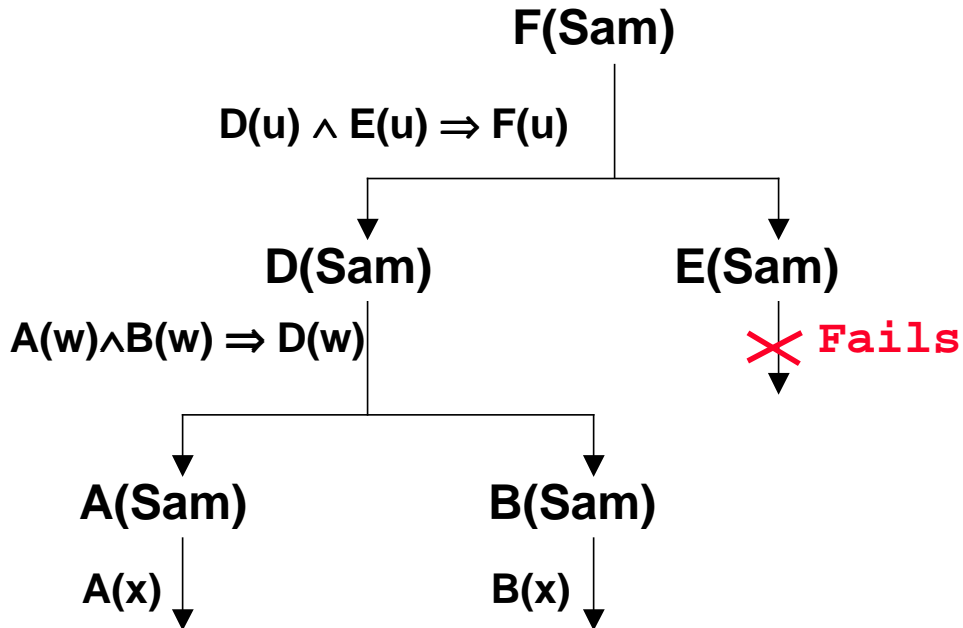 F(Sam)
D(u) ∧ E(u) ⇒ F(u)
D(Sam)
E(Sam)
A(w)∧B(w) ⇒ D(w)
Fails
A(Sam)
B(Sam)
A(x)
B(x)